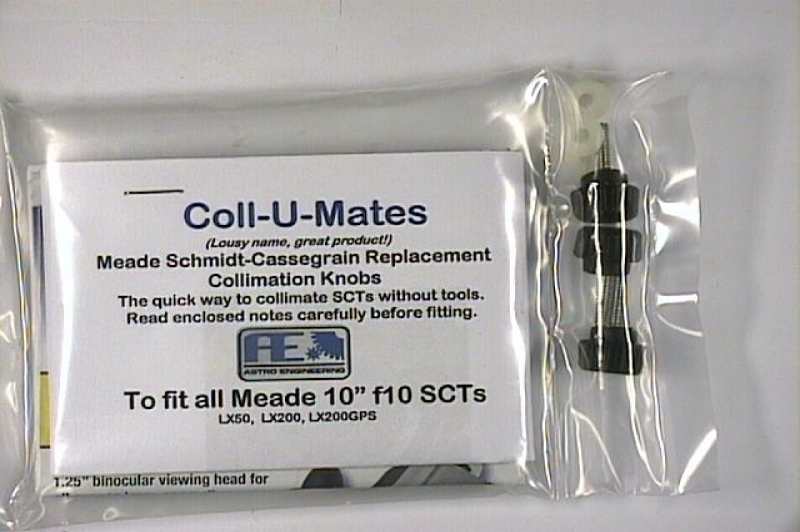 Coll-U-Mates
(Lousy name, great product!)
Meade Schmidt-Cassegrain Replacement
Collimation Knobs
The quick way to collimate SCTs without tools.
Read enclosed notes carefully before fitting.
AE
ASTRO ENGINEERING
To fit all Meade 10" f10 SCTs
LX50, LX200, LX200GPS
1.25" binocular viewing head for